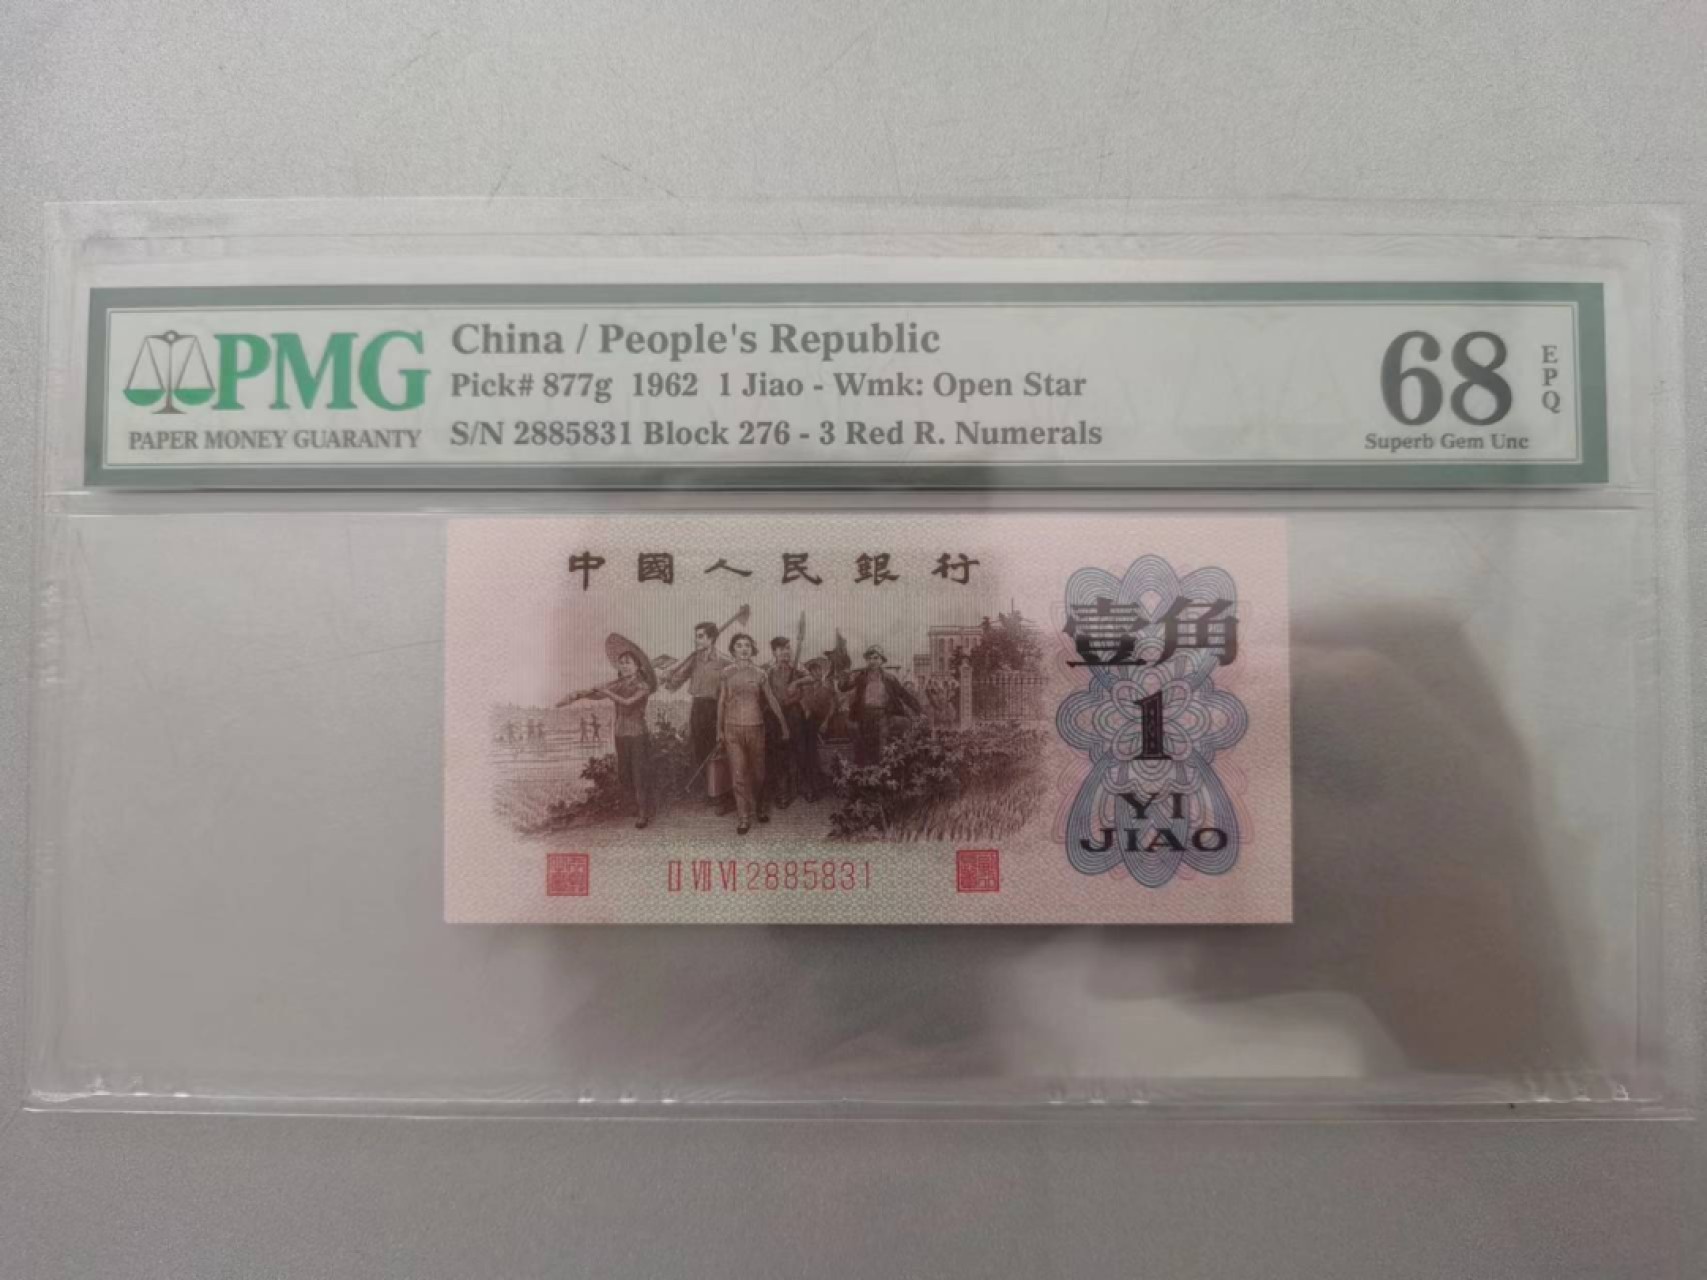 PMG
PAPER MONEY GUARANTY
China / People's Republic
Pick# 877g 1962 1 Jiao - Wmk: Open Star
S/N 2885831 Block 276 - 3 Red R. Numerals
68
EPQ
Superb Gem Unc
中國人民銀行
壹角
1
YI
JIAO
II VII VI 2885831